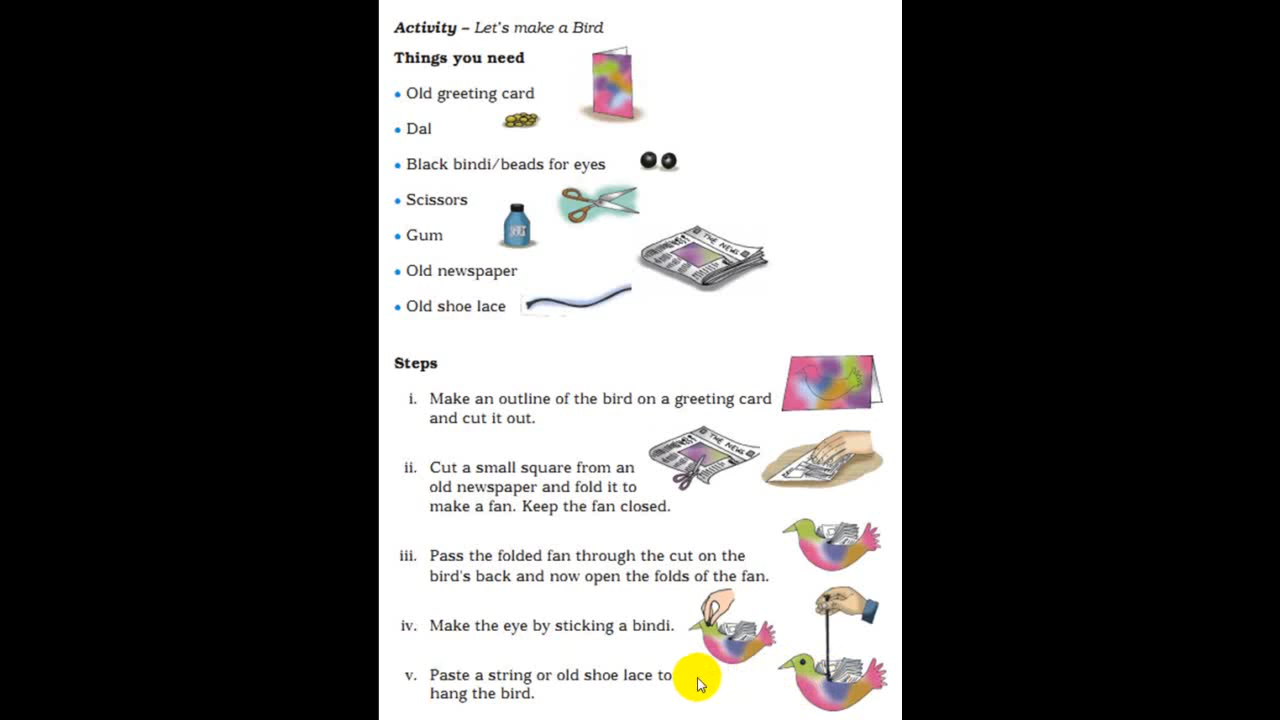 Activity – Let's make a Bird
Things you need
• Old greeting card
• Dal
• Black bindi/beads for eyes
• Scissors
• Gum
• Old newspaper
• Old shoe lace
THE NEWS
Steps
i. Make an outline of the bird on a greeting card
and cut it out.
THE NEWS
ii. Cut a small square from an
old newspaper and fold it to
make a fan. Keep the fan closed.
iii. Pass the folded fan through the cut on the
bird's back and now open the folds of the fan.
iv. Make the eye by sticking a bindi.
v. Paste a string or old shoe lace to
hang the bird.